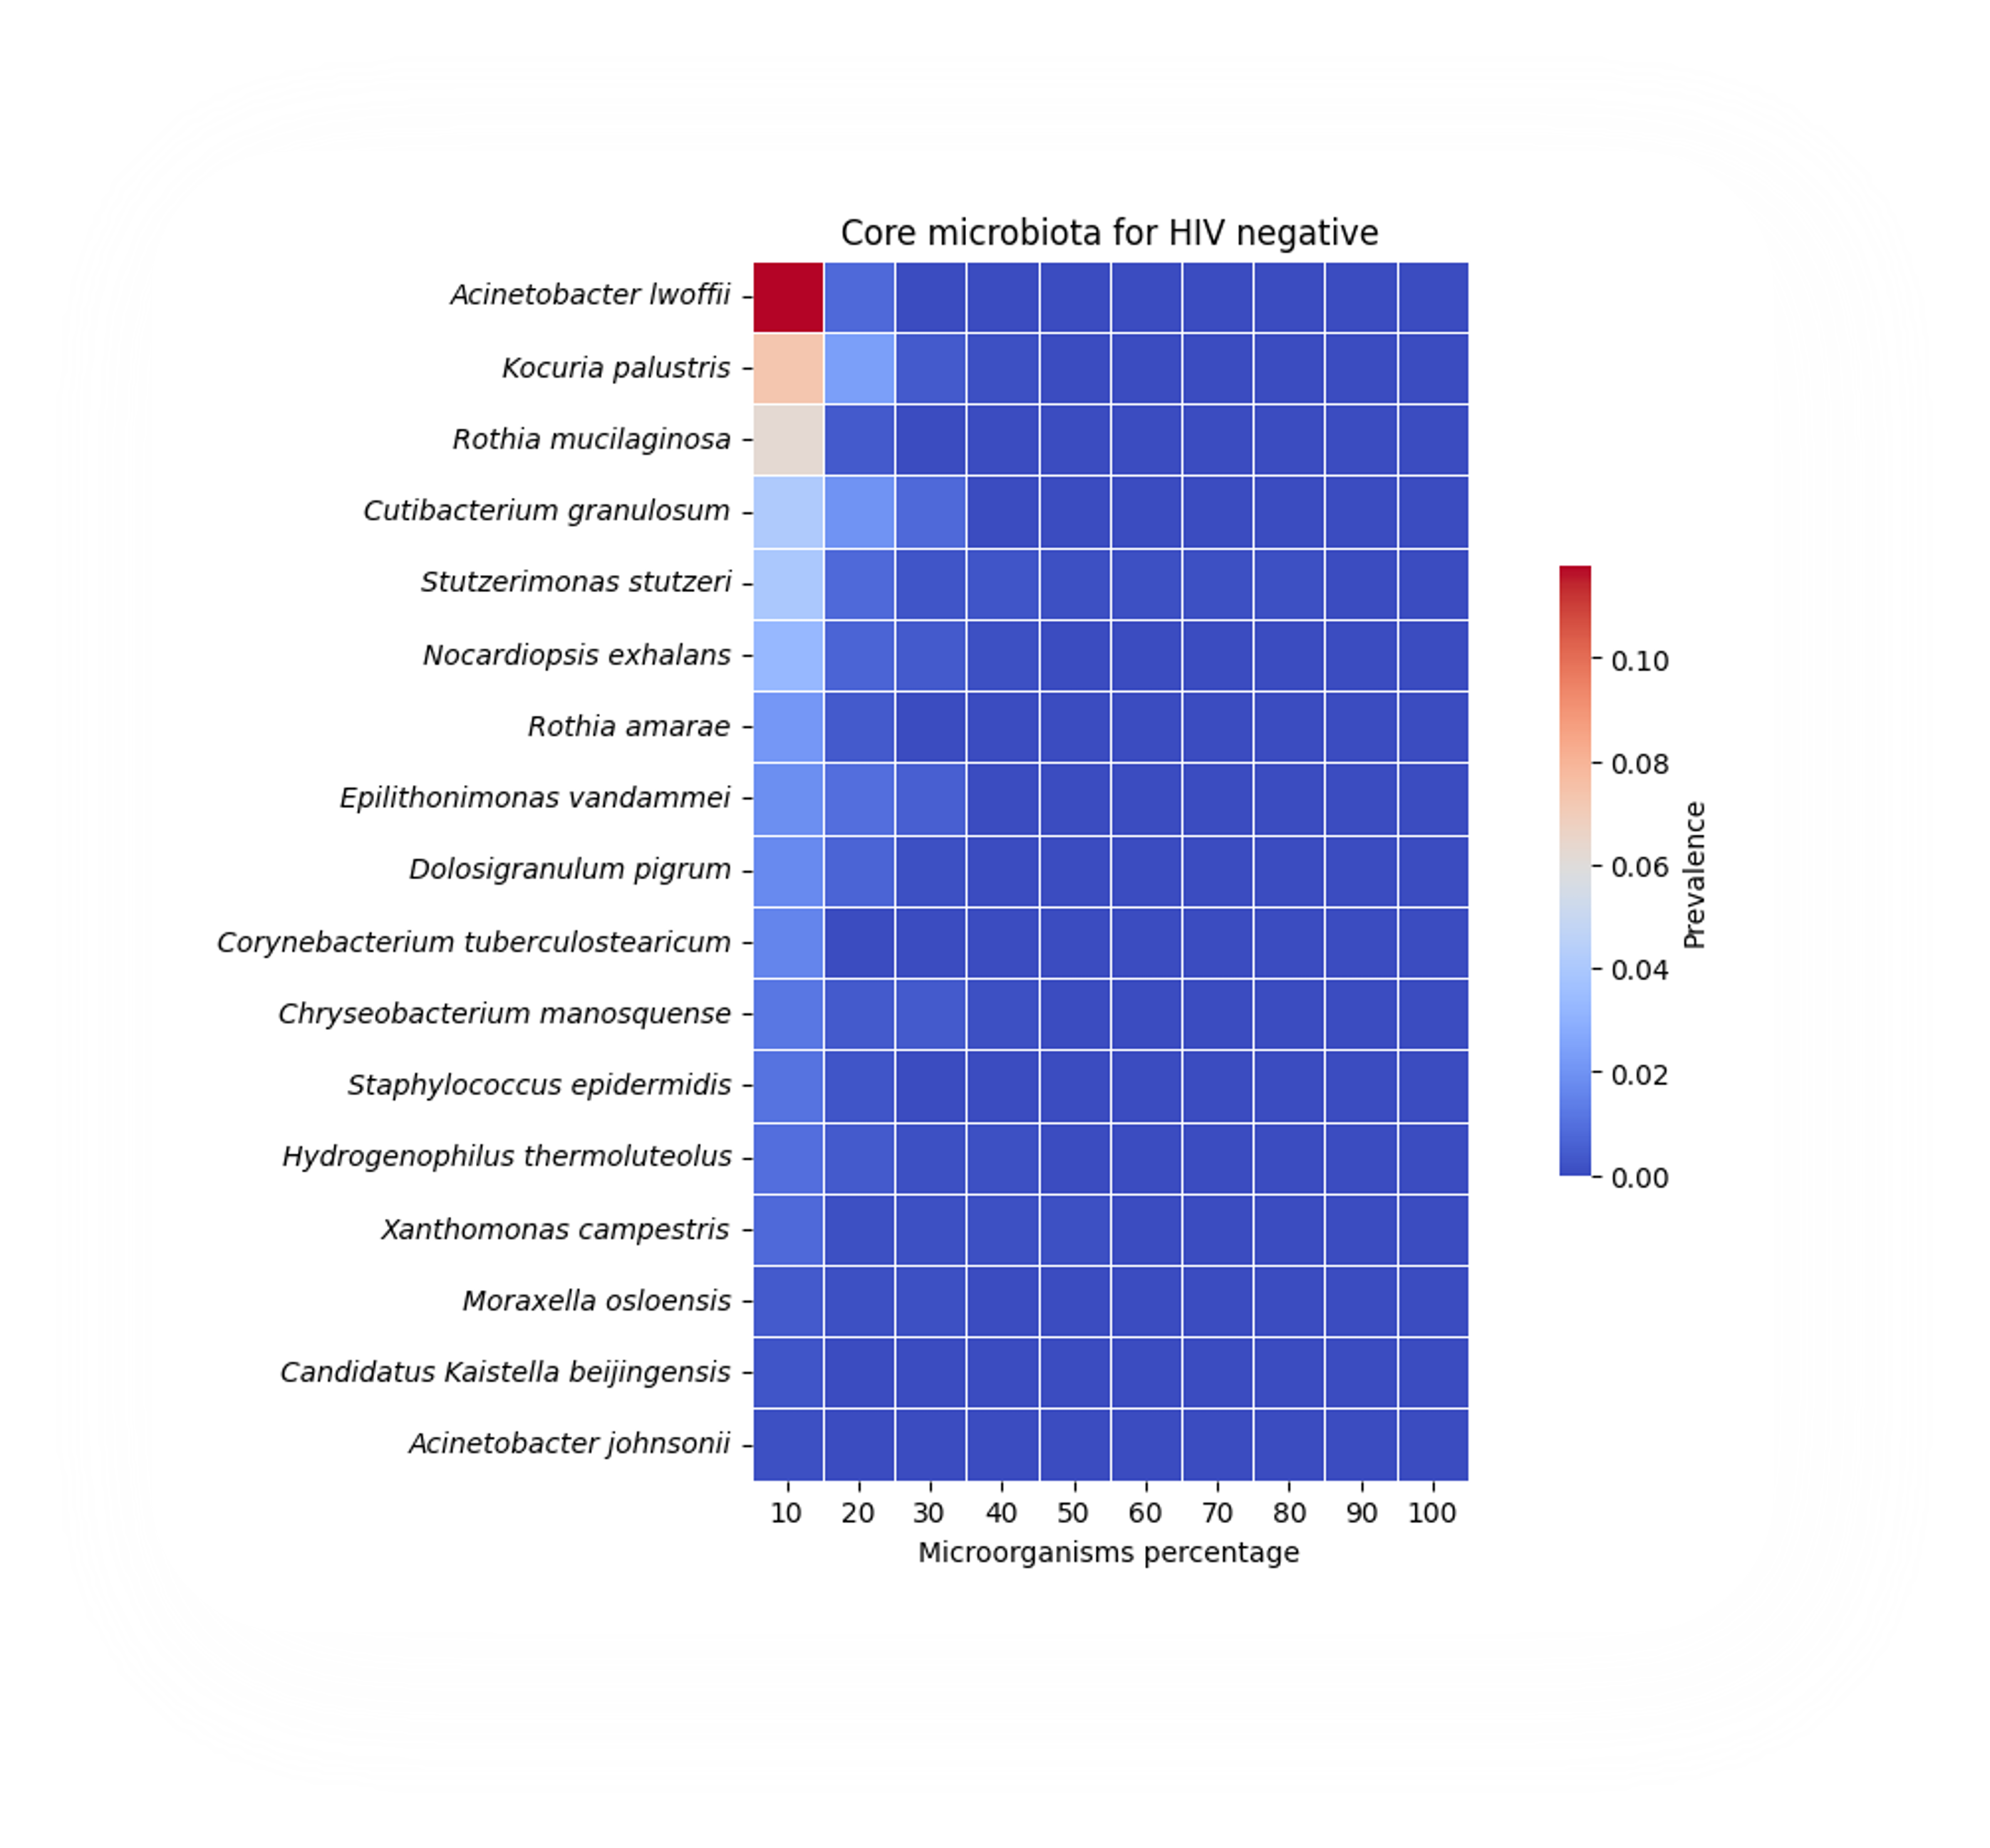 Core microbiota for HIV negative
Acinetobacter lwoffii
Kocuria palustris
Rothia mucilaginosa
Cutibacterium granulosum
Stutzerimonas stutzeri
Nocardiopsis exhalans
Rothia amarae
Epilithonimonas vandammei
Dolosigranulum pigrum
Corynebacterium tuberculostearicum
Chryseobacterium manosquense
Staphylococcus epidermidis
Hydrogenophilus thermoluteolus
Xanthomonas campestris
Moraxella osloensis
Candidatus Kaistella beijingensis
Acinetobacter johnsonii
10 20 30 40 50 60 70 80 90 100
Microorganisms percentage
0.10
0.08
0.06
0.04
0.02
0.00
Prevalence